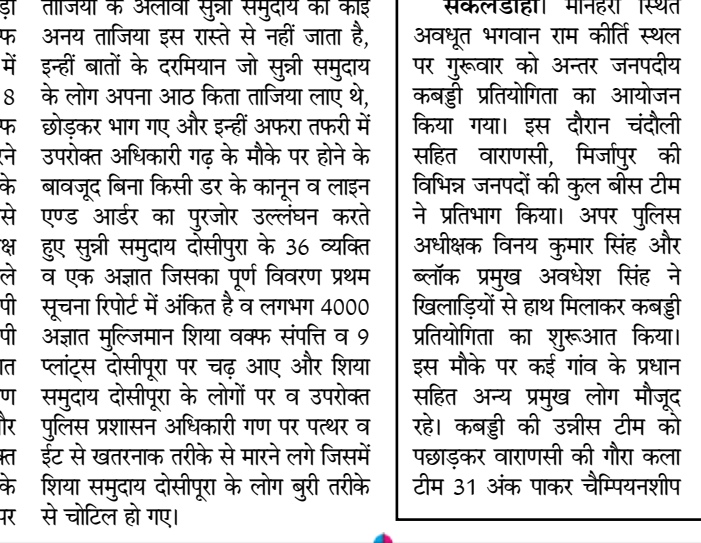 ड़ा
फ
में
8
फ
रने
के
से
क्ष
ले
पी
पी
ात
ण
ौर
क्त
के
पर
ताजिया के अलावा सुन्नी समुदाय का कोई
अनय ताजिया इस रास्ते से नहीं जाता है,
इन्हीं बातों के दरमियान जो सुन्नी समुदाय
के लोग अपना आठ किता ताजिया लाए थे,
छोड़कर भाग गए और इन्हीं अफरा तफरी में
उपरोक्त अधिकारी गढ़ के मौके पर होने के
बावजूद बिना किसी डर के कानून व लाइन
एण्ड आर्डर का पुरजोर उल्लंघन करते
हुए सुन्नी समुदाय दोसीपुरा के 36 व्यक्ति
व एक अज्ञात जिसका पूर्ण विवरण प्रथम
सूचना रिपोर्ट में अंकित है व लगभग 4000
अज्ञात मुल्जिमान शिया वक्फ संपत्ति व 9
प्लांट्स दोसीपूरा पर चढ़ आए और शिया
समुदाय दोसीपूरा के लोगों पर व उपरोक्त
पुलिस प्रशासन अधिकारी गण पर पत्थर व
ईट से खतरनाक तरीके से मारने लगे जिसमें
शिया समुदाय दोसीपूरा के लोग बुरी तरीके
से चोटिल हो गए।
सकलडीहा। मानिहरा स्थित
अवधूत भगवान राम कीर्ति स्थल
पर गुरूवार को अन्तर जनपदीय
कबड्डी प्रतियोगिता का आयोजन
किया गया। इस दौरान चंदौली
सहित वाराणसी, मिर्जापुर की
विभिन्न जनपदों की कुल बीस टीम
ने प्रतिभाग किया। अपर पुलिस
अधीक्षक विनय कुमार सिंह और
ब्लॉक प्रमुख अवधेश सिंह ने
खिलाड़ियों से हाथ मिलाकर कबड्डी
प्रतियोगिता का शुरूआत किया।
इस मौके पर कई गांव के प्रधान
सहित अन्य प्रमुख लोग मौजूद
रहे। कबड्डी की उन्नीस टीम को
पछाड़कर वाराणसी की गौरा कला
टीम 31 अंक पाकर चैम्पियनशीप